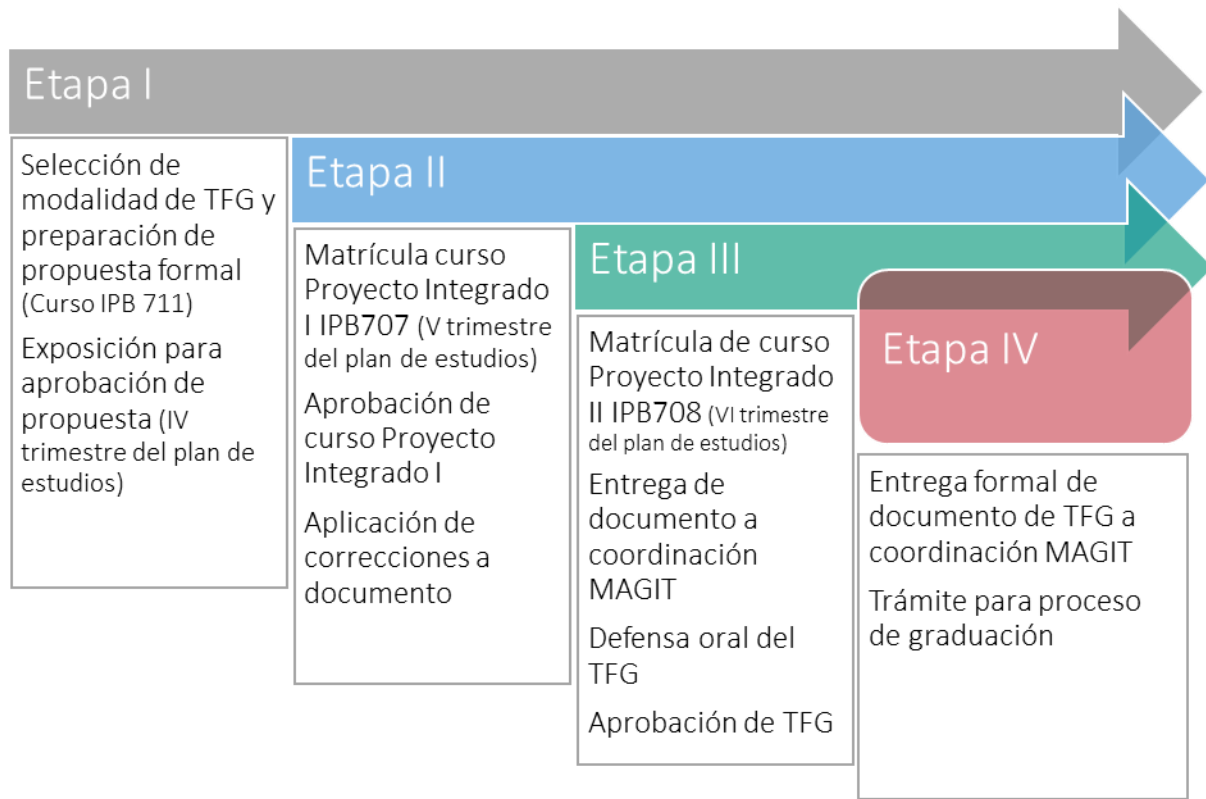 Etapa I
Selección de
modalidad de TFG y
preparación de
propuesta formal
(Curso IPB 711)
Exposición para
aprobación de
propuesta (IV
trimestre del plan de
estudios)
Etapa II
Matrícula curso
Proyecto Integrado
I IPB707 (V trimestre
del plan de estudios)
Aprobación de
curso Proyecto
Integrado I
Aplicación de
correcciones a
documento
Etapa III
Matrícula de curso
Proyecto Integrado
II IPB708 (VI trimestre
del plan de estudios)
Entrega de
documento a
coordinación
MAGIT
Defensa oral del
TFG
Aprobación de TFG
Etapa IV
Entrega formal de
documento de TFG a
coordinación MAGIT
Trámite para proceso
de graduación